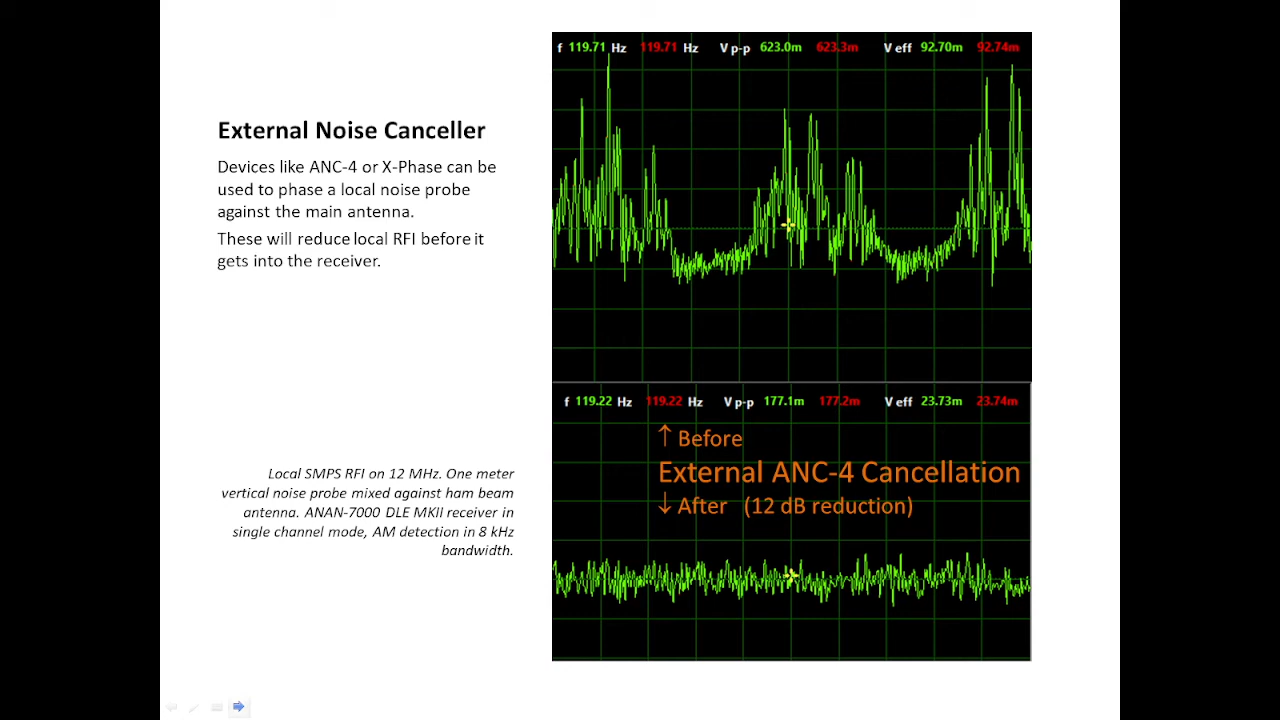 External Noise Canceller
Devices like ANC-4 or X-Phase can be
used to phase a local noise probe
against the main antenna.
These will reduce local RFI before it
gets into the receiver.
Local SMPS RFI on 12 MHz. One meter
vertical noise probe mixed against ham beam
antenna. ANAN-7000 DLE MKII receiver in
single channel mode, AM detection in 8 kHz
bandwidth.
f 119.71 Hz 119.71 Hz V p-p 623.0m 623.3m V eff 92.70m 92.74m
f 119.22 Hz 119.22 Hz V p-p 177.1m 177.2m V eff 23.73m 23.74m
↑ Before
External ANC-4 Cancellation
↓ After (12 dB reduction)